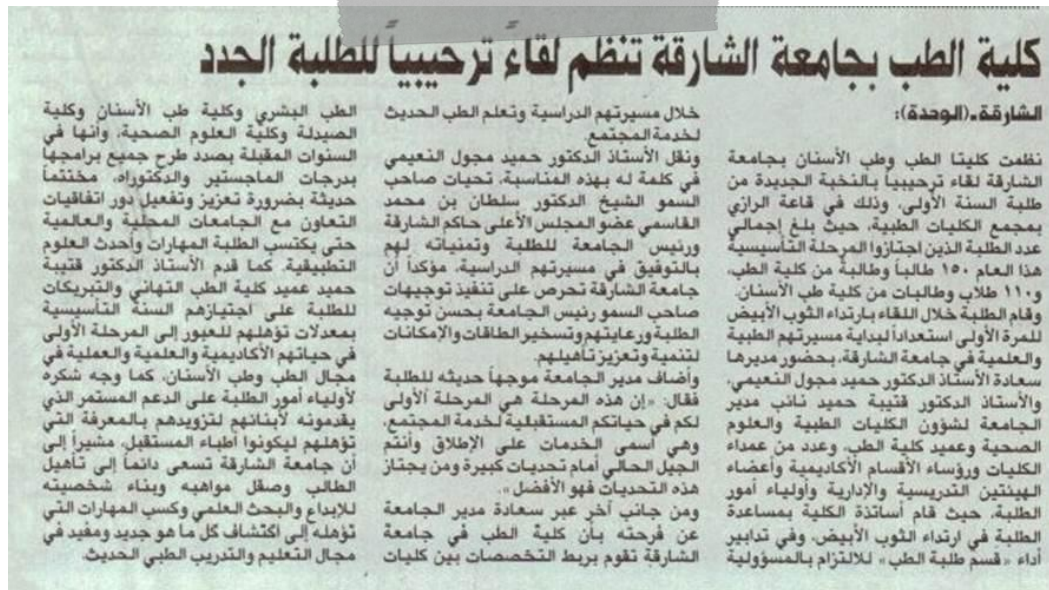 كلية الطب بجامعة الشارقة تنظم لقاءً ترحيبياً للطلبة الجدد
الشارقة-(الوحدة):
نظمت كليتا الطب وطب الأسنان بجامعة
الشارقة لقاء ترحيبياً بالنخبة الجديدة من
طلبة السنة الأولى، وذلك في قاعة الرازي
بمجمع الكليات الطبية، حيث بلغ إجمالي
عدد الطلبة الذين اجتازوا المرحلة التأسيسية
هذا العام ١٥٠ طالباً وطالبة من كلية الطب،
و١١٠ طلاب وطالبات من كلية طب الأسنان.
وقام الطلبة خلال اللقاء بارتداء الثوب الأبيض
للمرة الأولى استعداداً لبداية مسيرتهم الطبية
والعلمية في جامعة الشارقة، بحضور مديرها
سعادة الأستاذ الدكتور حميد مجول النعيمي،
والأستاذ الدكتور قتيبة حميد نائب مدير
الجامعة لشؤون الكليات الطبية والعلوم
الصحية وعميد كلية الطب، وعدد من عمداء
الكليات ورؤساء الأقسام الأكاديمية وأعضاء
الهيئتين التدريسية والإدارية وأولياء أمور
الطلبة، حيث قام أساتذة الكلية بمساعدة
الطلبة في ارتداء الثوب الأبيض، وفي تدابير
أداء «قسم طلبة الطب» للالتزام بالمسؤولية
خلال مسيرتهم الدراسية وتعلم الطب الحديث
لخدمة المجتمع.
ونقل الأستاذ الدكتور حميد مجول النعيمي
في كلمة له بهذه المناسبة، تحيات صاحب
السمو الشيخ الدكتور سلطان بن محمد
القاسمي عضو المجلس الأعلى حاكم الشارقة
ورئيس الجامعة للطلبة وتمنياته لهم
بالتوفيق في مسيرتهم الدراسية، مؤكداً أن
جامعة الشارقة تحرص على تنفيذ توجيهات
صاحب السمو رئيس الجامعة بحسن توجيه
الطلبة ورعايتهم وتسخير الطاقات والإمكانات
لتنمية وتعزيز تأهيلهم.
وأضاف مدير الجامعة موجهاً حديثه للطلبة
فقال: «إن هذه المرحلة هي المرحلة الأولى
لكم في حياتكم المستقبلية لخدمة المجتمع،
وهي أسمى الخدمات على الإطلاق وأنتم
الجيل الحالي أمام تحديات كبيرة ومن يجتاز
هذه التحديات فهو الأفضل».
ومن جانب آخر عبر سعادة مدير الجامعة
عن فرحته بأن كلية الطب في جامعة
الشارقة تقوم بربط التخصصات بين كليات
الطب البشري وكلية طب الأسنان وكلية
الصيدلة وكلية العلوم الصحية، وأنها في
السنوات المقبلة بصدد طرح جميع برامجها
بدرجات الماجستير والدكتوراه، مختتماً
حديثة بضرورة تعزيز وتفعيل دور اتفاقيات
التعاون مع الجامعات المحلية والعالمية
حتى يكتسب الطلبة المهارات وأحدث العلوم
التطبيقية. كما قدم الأستاذ الدكتور قتيبة
حميد عميد كلية الطب التهاني والتبريكات
للطلبة على اجتيازهم السنة التأسيسية
بمعدلات تؤهلهم للعبور إلى المرحلة الأولى
في حياتهم الأكاديمية والعلمية والعملية في
مجال الطب وطب الأسنان، كما وجه شكره
لأولياء أمور الطلبة على الدعم المستمر الذي
يقدمونه لأبنائهم لتزويدهم بالمعرفة التي
تؤهلهم ليكونوا أطباء المستقبل، مشيراً إلى
أن جامعة الشارقة تسعى دائماً إلى تأهيل
الطالب وصقل مواهبه وبناء شخصيته
للإبداع والبحث العلمي وكسب المهارات التي
تؤهله إلى اكتشاف كل ما هو جديد ومفيد في
مجال التعليم والتدريب الطبي الحديث.